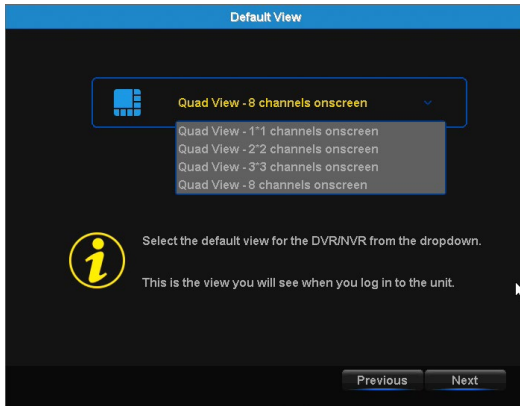 Default View
Quad View - 8 channels onscreen
Quad View - 1*1 channels onscreen
Quad View - 2*2 channels onscreen
Quad View - 3*3 channels onscreen
Quad View - 8 channels onscreen
Select the default view for the DVR/NVR from the dropdown.
This is the view you will see when you log in to the unit.
Previous
Next